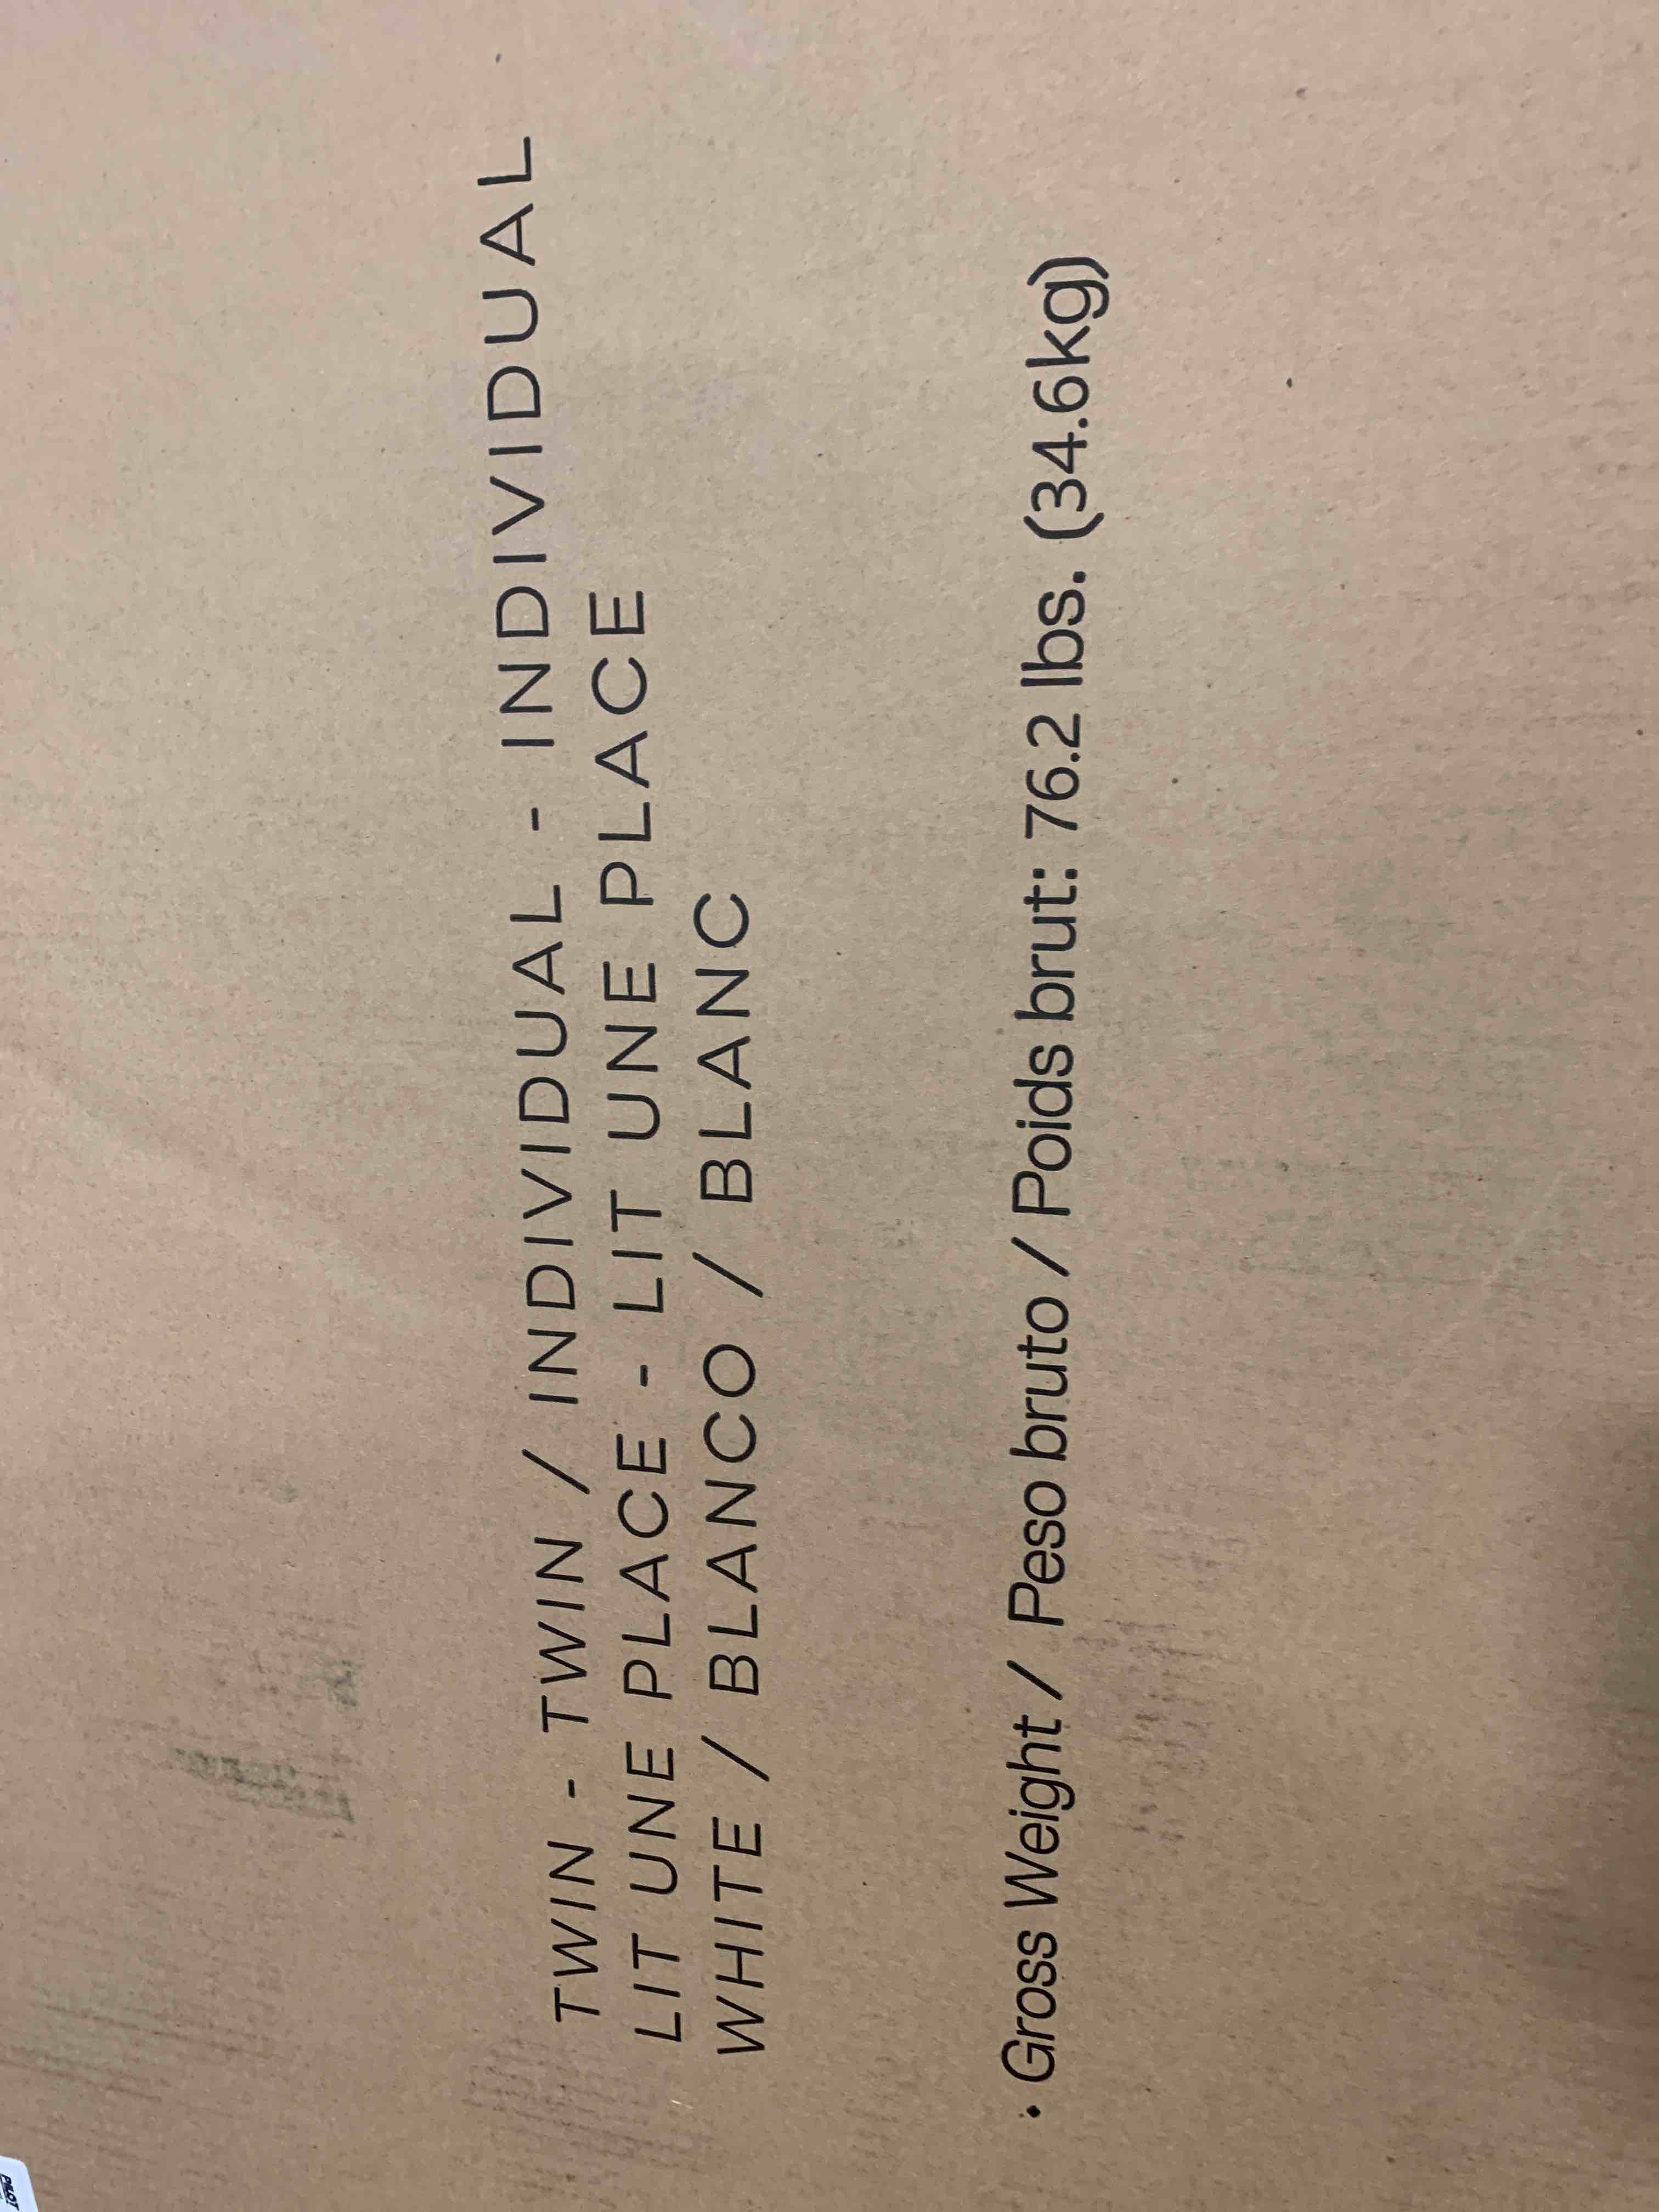 TWIN - TWIN / INDIVIDUAL - INDIVIDUAL
LIT UNE PLACE - LIT UNE PLACE
WHITE / BLANCO / BLANC
• Gross Weight / Peso bruto / Poids brut: 76.2 lbs. (34.6kg)
PILOT